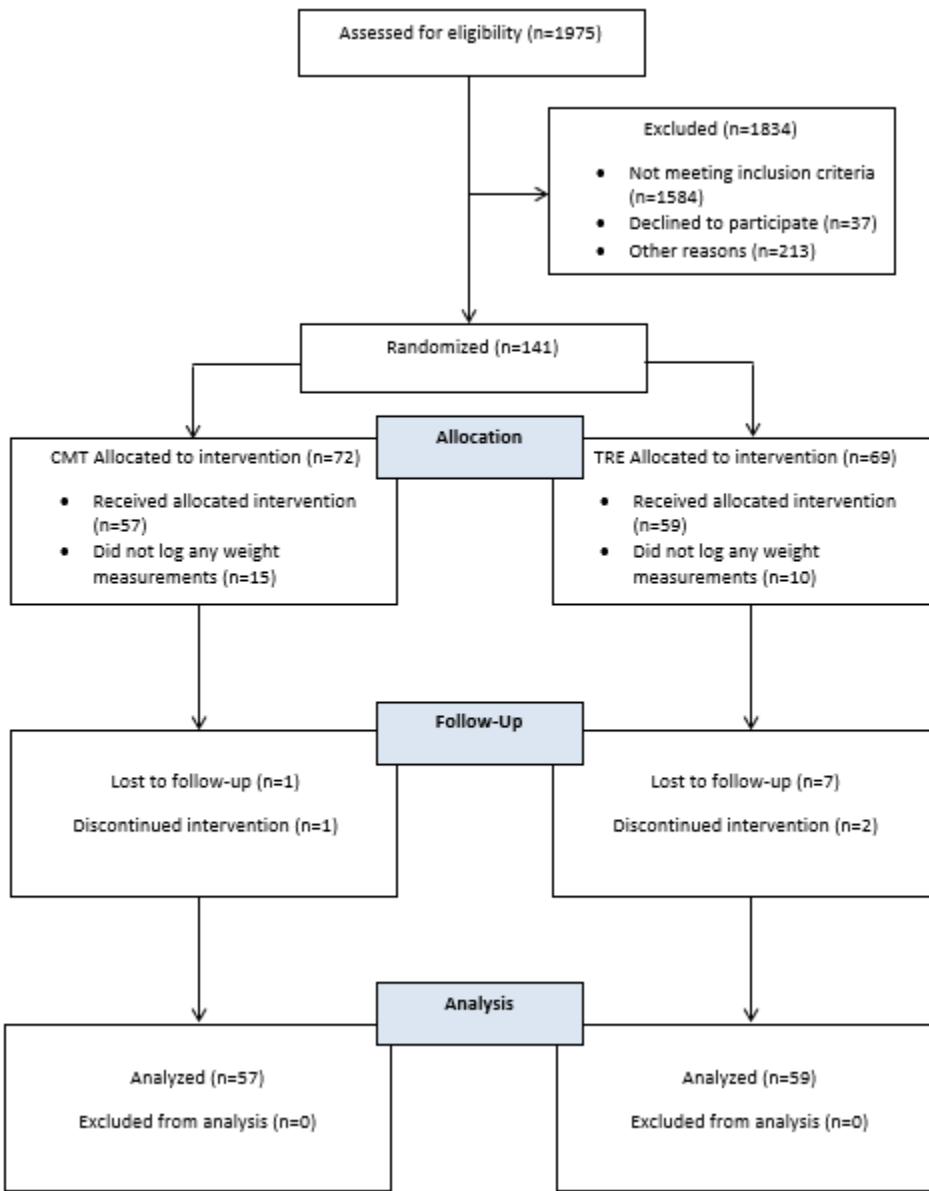 Assessed for eligibility (n=1975)
Excluded (n=1834)
• Not meeting inclusion criteria
(n=1584)
• Declined to participate (n=37)
• Other reasons (n=213)
Randomized (n=141)
Allocation
CMT Allocated to intervention (n=72)
• Received allocated intervention
(n=57)
• Did not log any weight
measurements (n=15)
TRE Allocated to intervention (n=69)
• Received allocated intervention
(n=59)
• Did not log any weight
measurements (n=10)
Follow-Up
Lost to follow-up (n=1)
Discontinued intervention (n=1)
Lost to follow-up (n=7)
Discontinued intervention (n=2)
Analysis
Analyzed (n=57)
Excluded from analysis (n=0)
Analyzed (n=59)
Excluded from analysis (n=0)